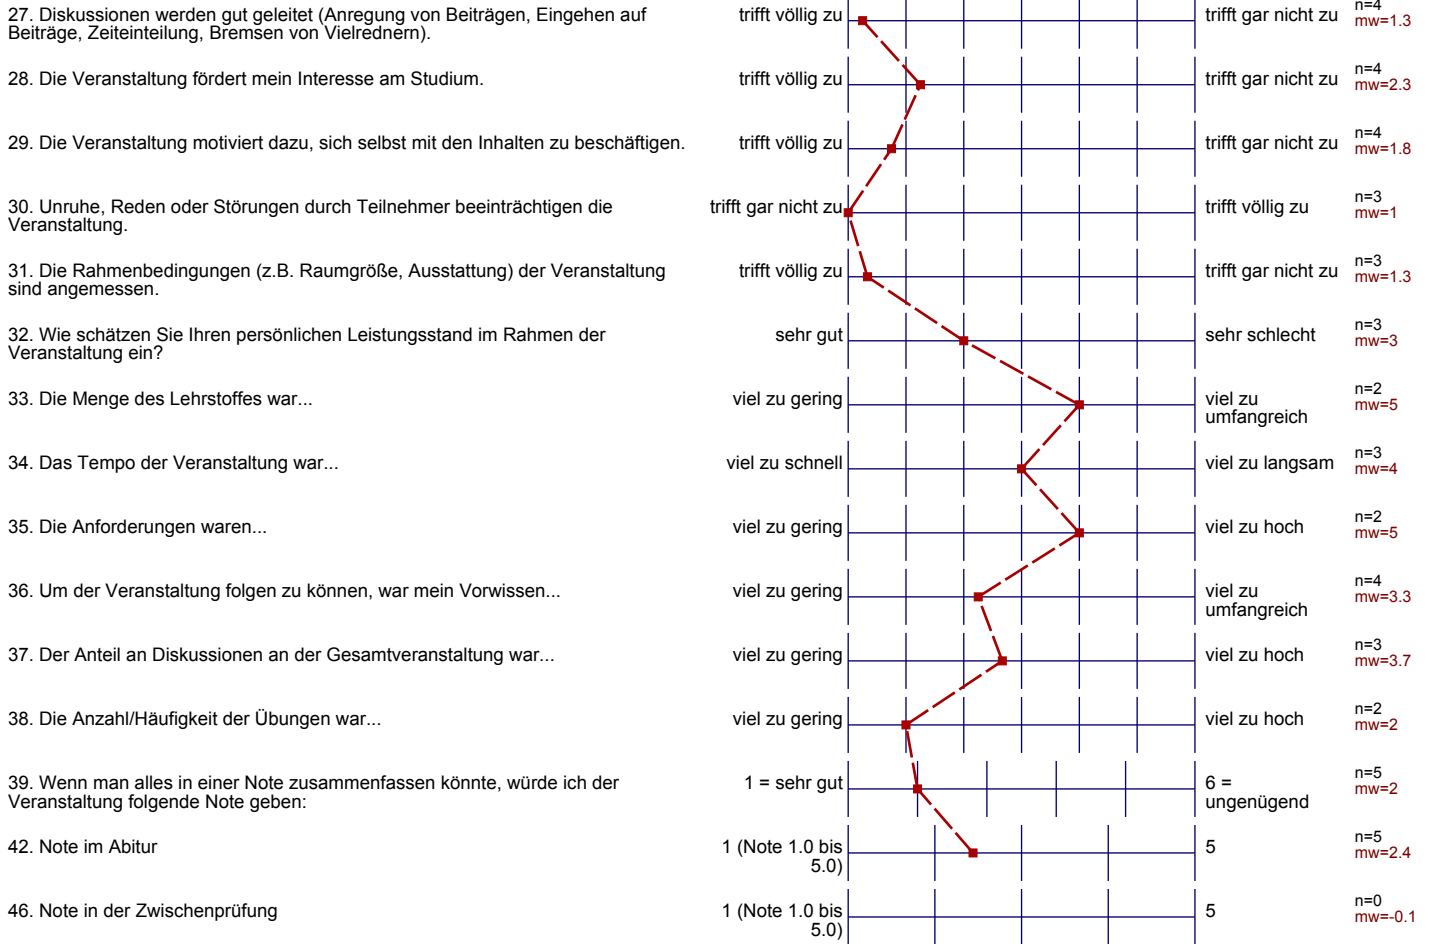 27. Diskussionen werden gut geleitet (Anregung von Beiträgen, Eingehen auf
Beiträge, Zeiteinteilung, Bremsen von Vielrednern).
trifft völlig zu
trifft gar nicht zu
n=4
mw=1.3
28. Die Veranstaltung fördert mein Interesse am Studium.
trifft völlig zu
trifft gar nicht zu
n=4
mw=2.3
29. Die Veranstaltung motiviert dazu, sich selbst mit den Inhalten zu beschäftigen.
trifft völlig zu
trifft gar nicht zu
n=4
mw=1.8
30. Unruhe, Reden oder Störungen durch Teilnehmer beeinträchtigen die
Veranstaltung.
trifft gar nicht zu
trifft völlig zu
n=3
mw=1
31. Die Rahmenbedingungen (z.B. Raumgröße, Ausstattung) der Veranstaltung
sind angemessen.
trifft völlig zu
trifft gar nicht zu
n=3
mw=1.3
32. Wie schätzen Sie Ihren persönlichen Leistungsstand im Rahmen der
Veranstaltung ein?
sehr gut
sehr schlecht
n=3
mw=3
33. Die Menge des Lehrstoffes war...
viel zu gering
viel zu
umfangreich
n=2
mw=5
34. Das Tempo der Veranstaltung war...
viel zu schnell
viel zu langsam
n=3
mw=4
35. Die Anforderungen waren...
viel zu gering
viel zu hoch
n=2
mw=5
36. Um der Veranstaltung folgen zu können, war mein Vorwissen...
viel zu gering
viel zu
umfangreich
n=4
mw=3.3
37. Der Anteil an Diskussionen an der Gesamtveranstaltung war...
viel zu gering
viel zu hoch
n=3
mw=3.7
38. Die Anzahl/Häufigkeit der Übungen war...
viel zu gering
viel zu hoch
n=2
mw=2
39. Wenn man alles in einer Note zusammenfassen könnte, würde ich der
Veranstaltung folgende Note geben:
1 = sehr gut
6 =
ungenügend
n=5
mw=2
42. Note im Abitur
1 (Note 1.0 bis
5.0)
5
n=5
mw=2.4
46. Note in der Zwischenprüfung
1 (Note 1.0 bis
5.0)
5
n=0
mw=-0.1